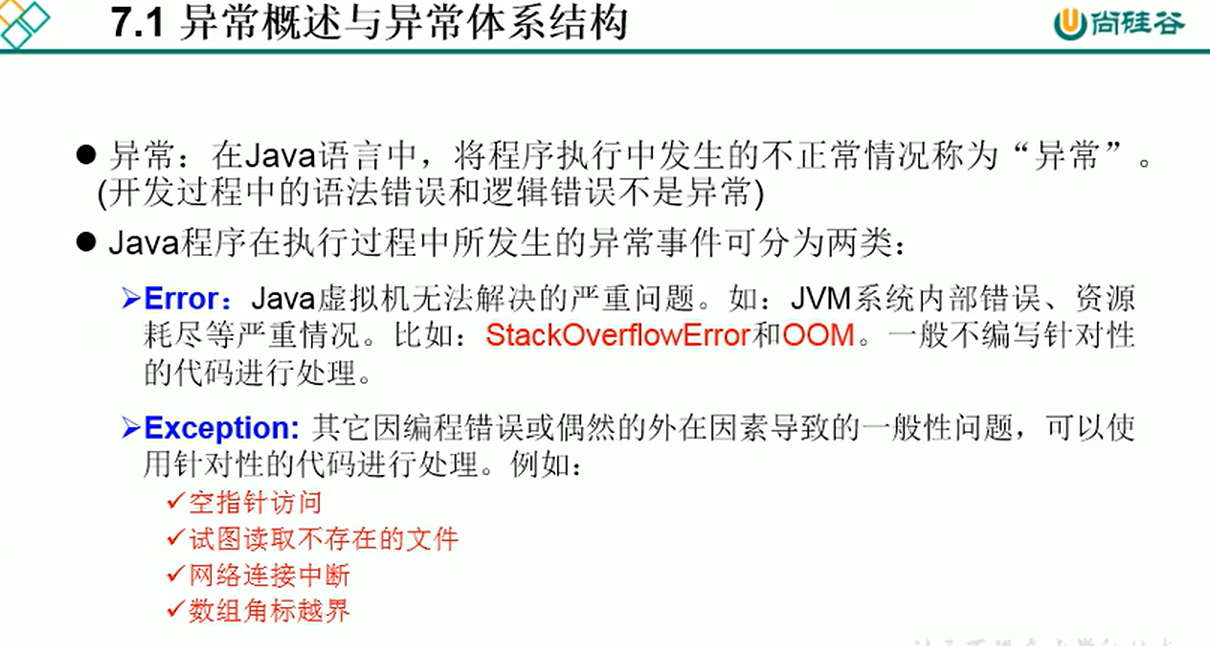 7.1 异常概述与异常体系结构
尚硅谷
● 异常：在Java语言中，将程序执行中发生的不正常情况称为“异常”。
(开发过程中的语法错误和逻辑错误不是异常)
● Java程序在执行过程中所发生的异常事件可分为两类：
➢Error：Java虚拟机无法解决的严重问题。如：JVM系统内部错误、资源
耗尽等严重情况。比如：StackOverflowError和OOM。一般不编写针对性
的代码进行处理。
➢Exception: 其它因编程错误或偶然的外在因素导致的一般性问题，可以使
用针对性的代码进行处理。例如：
✓空指针访问
✓试图读取不存在的文件
✓网络连接中断
✓数组角标越界